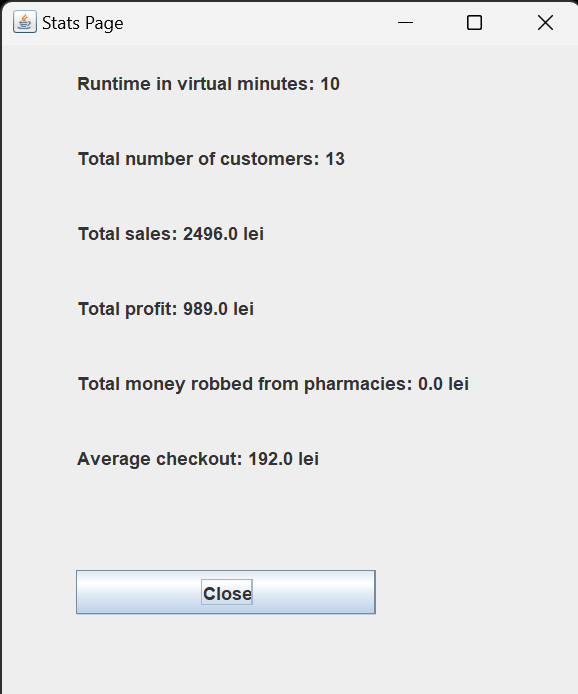 Stats Page
Runtime in virtual minutes: 10
Total number of customers: 13
Total sales: 2496.0 lei
Total profit: 989.0 lei
Total money robbed from pharmacies: 0.0 lei
Average checkout: 192.0 lei
Close